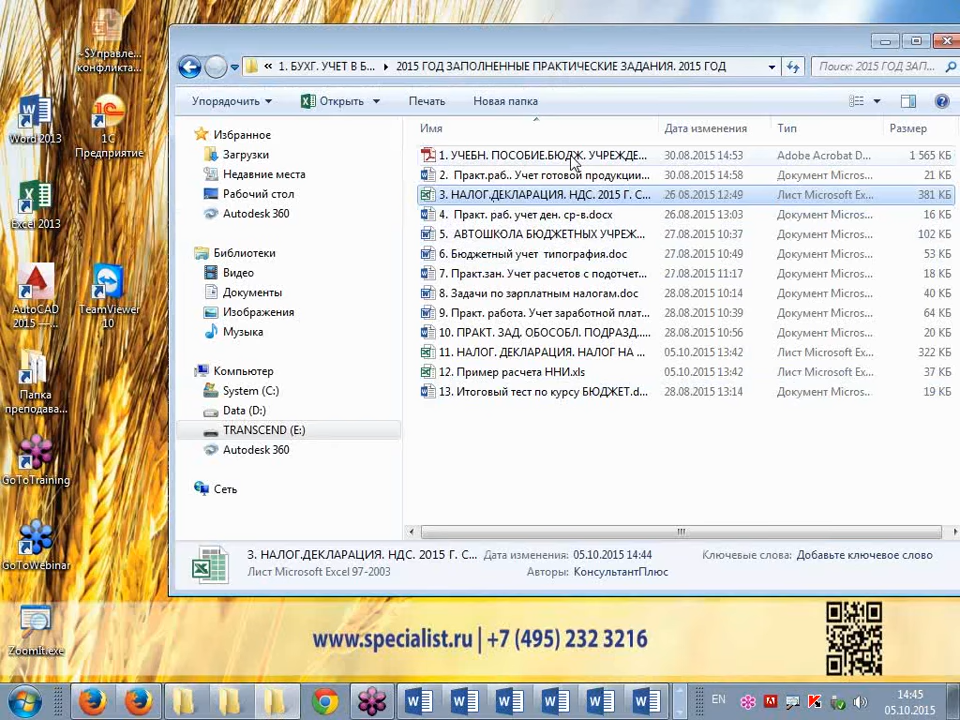 ~$Управле...
конфликта...
Word 2013
1С
Предприятие
Excel 2013
AutoCAD
2015 — ...
TeamViewer
10
Папка
преподава...
GoToTraining
GoToWebinar
ZoomIt.exe
« 1. БУХГ. УЧЕТ В Б... ▸ 2015 ГОД ЗАПОЛНЕННЫЕ ПРАКТИЧЕСКИЕ ЗАДАНИЯ. 2015 ГОД
Поиск: 2015 ГОД ЗАП...
Упорядочить Открыть Печать Новая папка
Избранное
Загрузки
Недавние места
Рабочий стол
Autodesk 360
Библиотеки
Видео
Документы
Изображения
Музыка
Компьютер
System (C:)
Data (D:)
TRANSCEND (E:)
Autodesk 360
Сеть
Имя Дата изменения Тип Размер
1. УЧЕБН. ПОСОБИЕ.БЮДЖ. УЧРЕЖДЕ... 30.08.2015 14:53 Adobe Acrobat D... 1 565 КБ
2. Практ.раб.. Учет готовой продукции... 30.08.2015 14:58 Документ Micros... 21 КБ
3. НАЛОГ.ДЕКЛАРАЦИЯ. НДС. 2015 Г. С... 26.08.2015 12:49 Лист Microsoft Ex... 381 КБ
4. Практ. раб. учет ден. ср-в.docx 26.08.2015 13:03 Документ Micros... 16 КБ
5. АВТОШКОЛА БЮДЖЕТНЫХ УЧРЕЖ... 27.08.2015 10:37 Документ Micros... 102 КБ
6. Бюджетный учет типография.doc 27.08.2015 10:49 Документ Micros... 53 КБ
7. Практ.зан. Учет расчетов с подотчет... 27.08.2015 11:17 Документ Micros... 18 КБ
8. Задачи по зарплатным налогам.doc 28.08.2015 10:14 Документ Micros... 40 КБ
9. Практ. работа. Учет заработной плат... 28.08.2015 10:39 Документ Micros... 64 КБ
10. ПРАКТ. ЗАД. ОБОСОБЛ. ПОДРАЗД..... 28.08.2015 10:56 Документ Micros... 20 КБ
11. НАЛОГ. ДЕКЛАРАЦИЯ. НАЛОГ НА ... 05.10.2015 13:42 Лист Microsoft Ex... 322 КБ
12. Пример расчета ННИ.xls 05.10.2015 13:42 Лист Microsoft Ex... 37 КБ
13. Итоговый тест по курсу БЮДЖЕТ.d... 28.08.2015 13:14 Документ Micros... 19 КБ
3. НАЛОГ.ДЕКЛАРАЦИЯ. НДС. 2015 Г. С... Дата изменения: 05.10.2015 14:44 Ключевые слова: Добавьте ключевое слово
Лист Microsoft Excel 97-2003 Авторы: КонсультантПлюс
www.specialist.ru | +7 (495) 232 3216
EN
14:45
05.10.2015